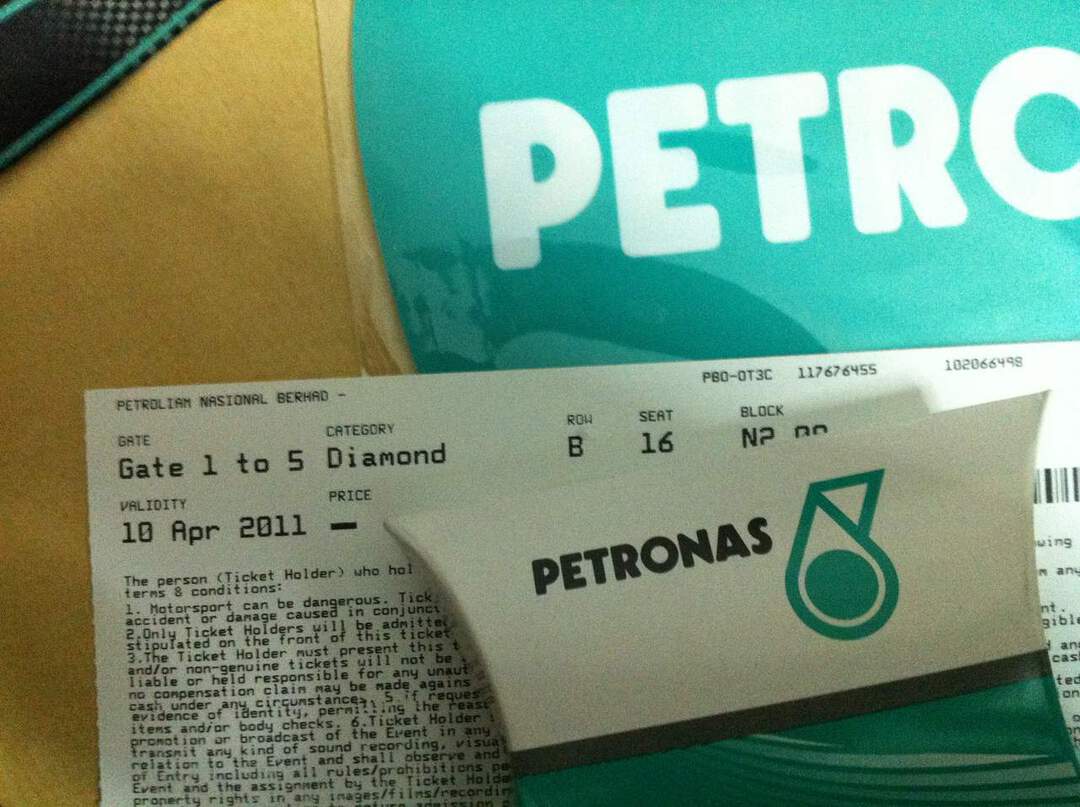 PETRO
PETROLIAM NASIONAL BERHAD -
PBO-OT3C 117676455 102066498
GATE CATEGORY ROW SEAT BLOCK
Gate 1 to 5 Diamond B 16
VALIDITY PRICE
10 Apr 2011 —
PETRONAS
The person (Ticket Holder) who hol
terms & conditions:
1. Motorsport can be dangerous. Tick
accident or damage caused in conjuncti
2.Only Ticket Holders will be admitted
stipulated on the front of this ticket
3.The Ticket Holder must present this t
and/or non-genuine tickets will not be
liable or held responsible for any unaut
no compensation claim may be made agains
cash under any circumstances. 5. if reques
evidence of identity, the reas
items and/or body checks. 6.Ticket Holder
promotion or broadcast of the Event in any
transmit any kind of sound recording, visua
relation to the Event and shall observe and
of Entry including all rules/prohibitions pe
Event and the assignment by the Ticket Holde
property rights in any images/films/recordin